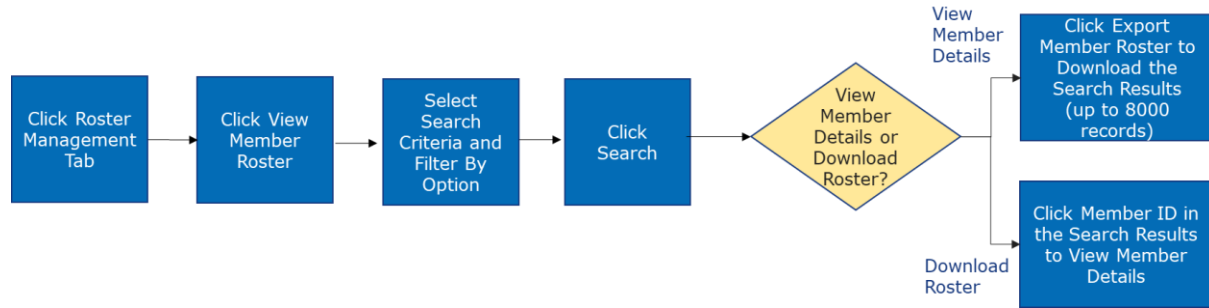 Click Roster
Management
Tab
Click View
Member
Roster
Select
Search
Criteria and
Filter By
Option
Click
Search
View
Member
Details or
Download
Roster?
View
Member
Details
Click Export
Member Roster to
Download the
Search Results
(up to 8000
records)
Download
Roster
Click Member ID in
the Search Results
to View Member
Details